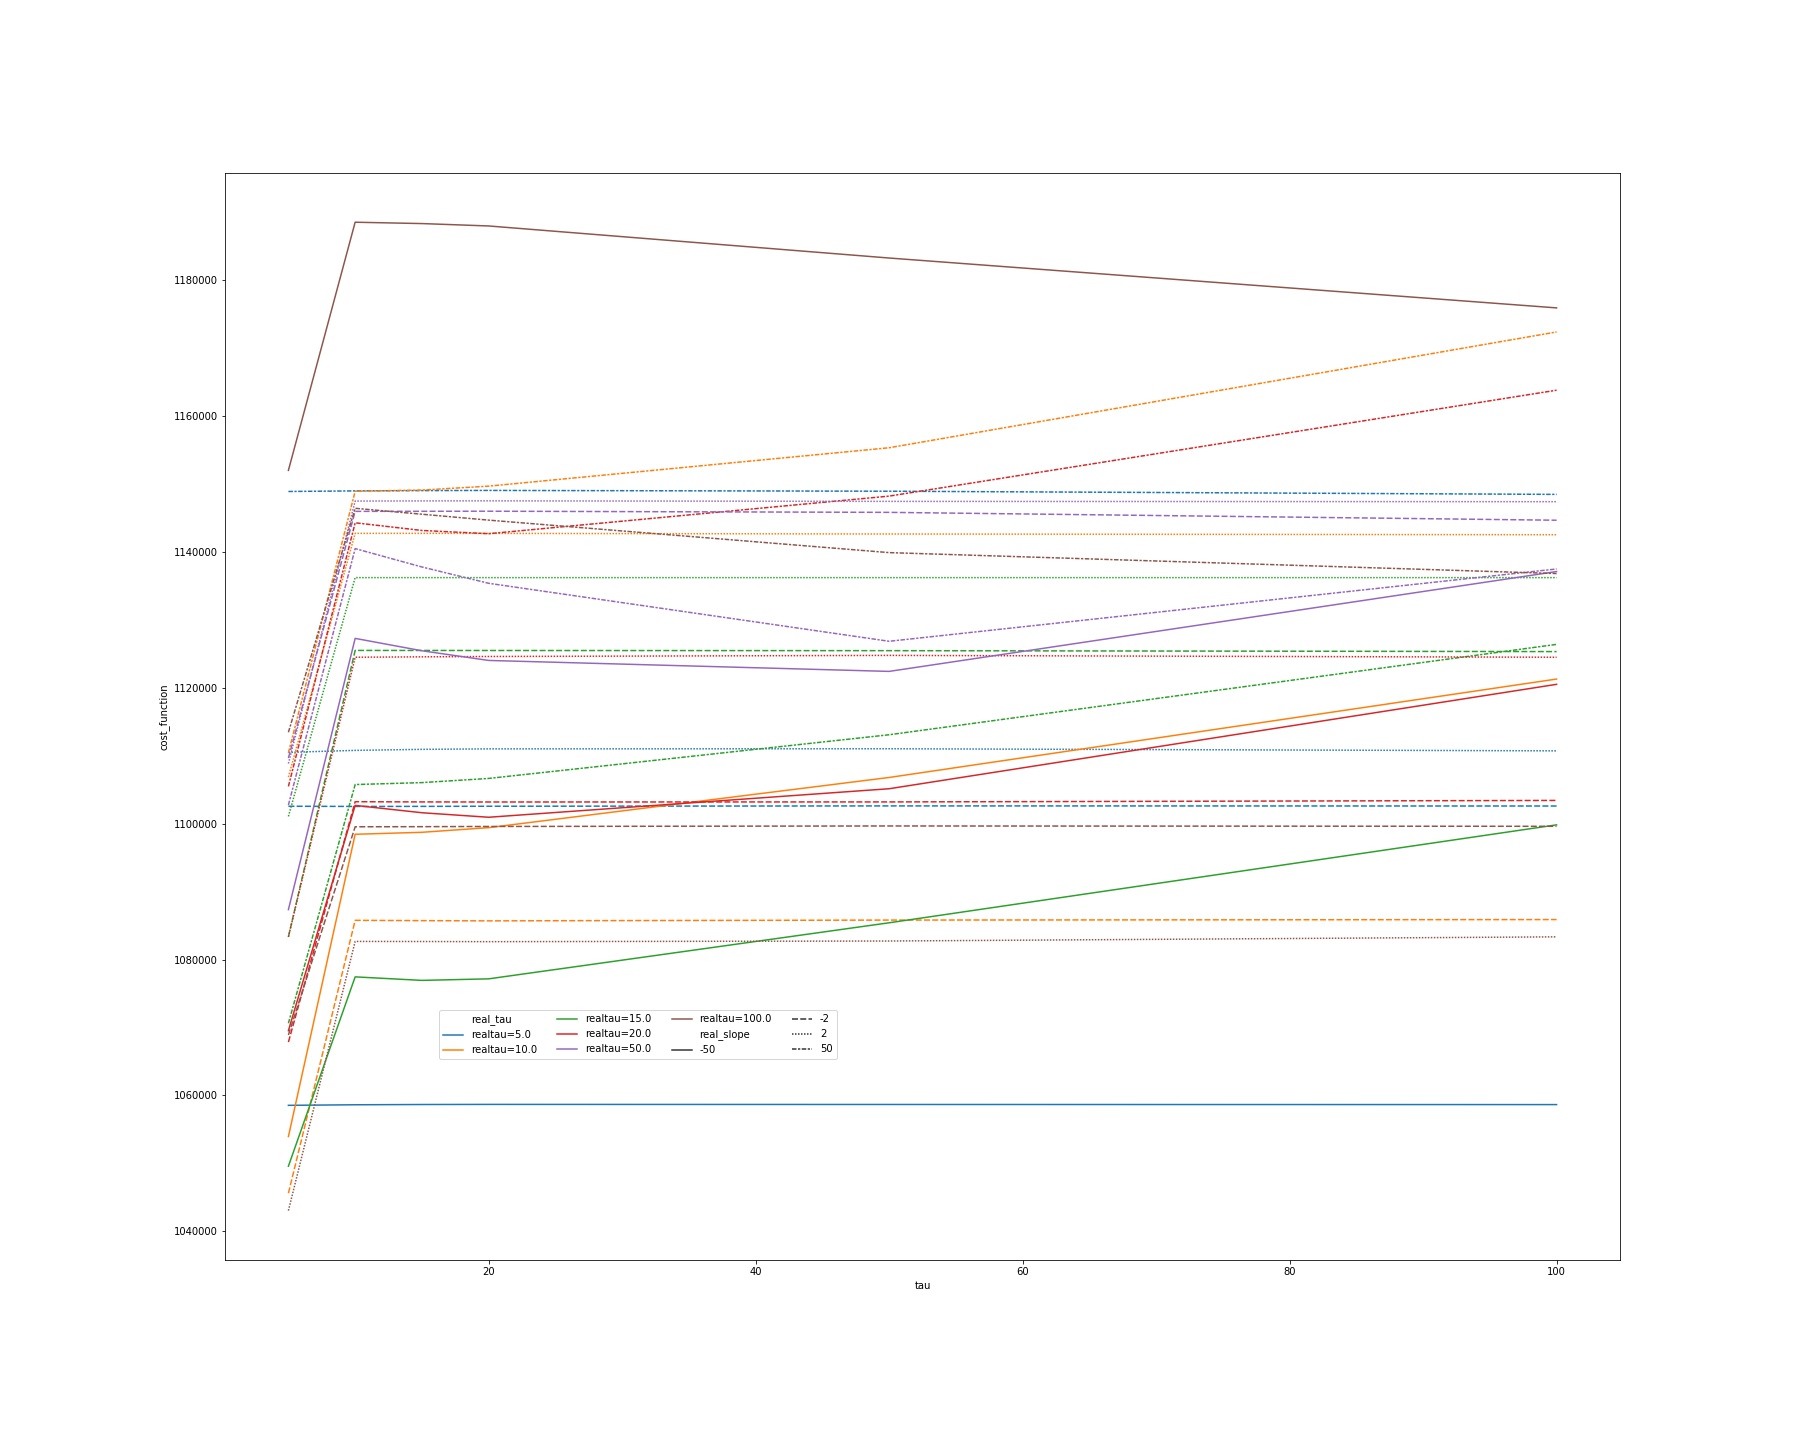 1180000
1160000
1140000
1120000
1100000
1080000
1060000
1040000
cost_function
real_tau realtau=15.0 realtau=100.0 -2
realtau=5.0 realtau=20.0 real_slope 2
realtau=10.0 realtau=50.0 -50 50
20 40 60 80 100
tau